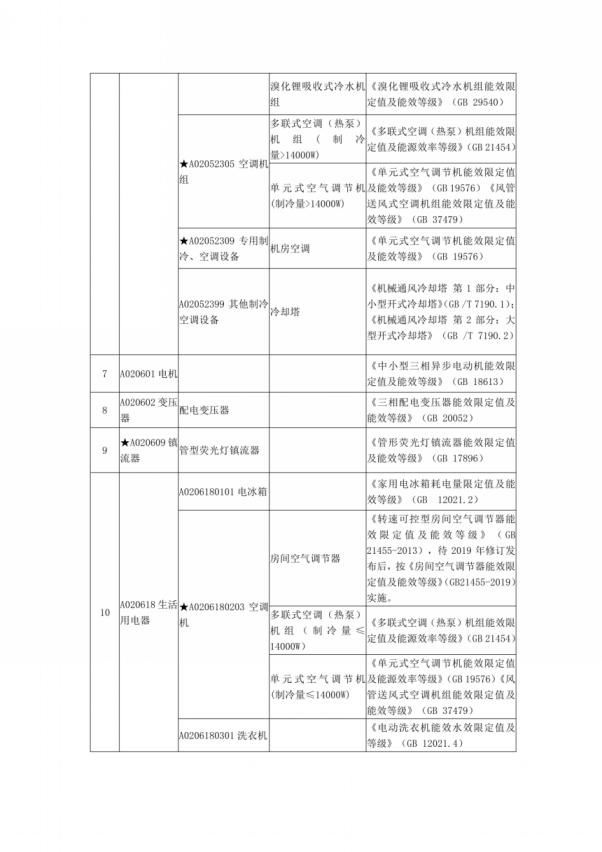 溴化锂吸收式冷水机
组
《溴化锂吸收式冷水机组能效限
定值及能效等级》（GB 29540）
★A02052305 空调机
组
多联式空调（热泵）
机组(制冷
量>14000W)
《多联式空调（热泵）机组能效限
定值及能源效率等级》(GB 21454)
单元式空气调节机
(制冷量>14000W)
《单元式空气调节机能效限定值
及能效等级》（GB 19576）《风管
送风式空调机组能效限定值及能
效等级》（GB 37479）
★A02052309 专用制
冷、空调设备
机房空调
《单元式空气调节机能效限定值
及能效等级》（GB 19576）
A02052399 其他制冷
空调设备
冷却塔
《机械通风冷却塔 第 1 部分：中
小型开式冷却塔》（GB /T 7190.1）；
《机械通风冷却塔 第 2 部分：大
型开式冷却塔》（GB /T 7190.2）
7
A020601 电机
《中小型三相异步电动机能效限
定值及能效等级》（GB 18613）
8
A020602 变压
器
配电变压器
《三相配电变压器能效限定值及
能效等级》（GB 20052）
9
★A020609 镇
流器
管型荧光灯镇流器
《管形荧光灯镇流器能效限定值
及能效等级》（GB 17896）
10
A020618 生活
用电器
A0206180101 电冰箱
《家用电冰箱耗电量限定值及能
效等级》（GB 12021.2）
★A0206180203 空调
机
房间空气调节器
《转速可控型房间空气调节器能
效限定值及能效等级》（GB
21455-2013），待 2019 年修订发
布后，按《房间空气调节器能效限
定值及能效等级》（GB21455-2019）
实施。
多联式空调（热泵）
机组（制冷量≤
14000W）
《多联式空调（热泵）机组能效限
定值及能源效率等级》(GB 21454)
单元式空气调节机
(制冷量≤14000W)
《单元式空气调节机能效限定值
及能源效率等级》（GB 19576）《风
管送风式空调机组能效限定值及
能效等级》（GB 37479）
A0206180301 洗衣机
《电动洗衣机能效水效限定值及
等级》（GB 12021.4）